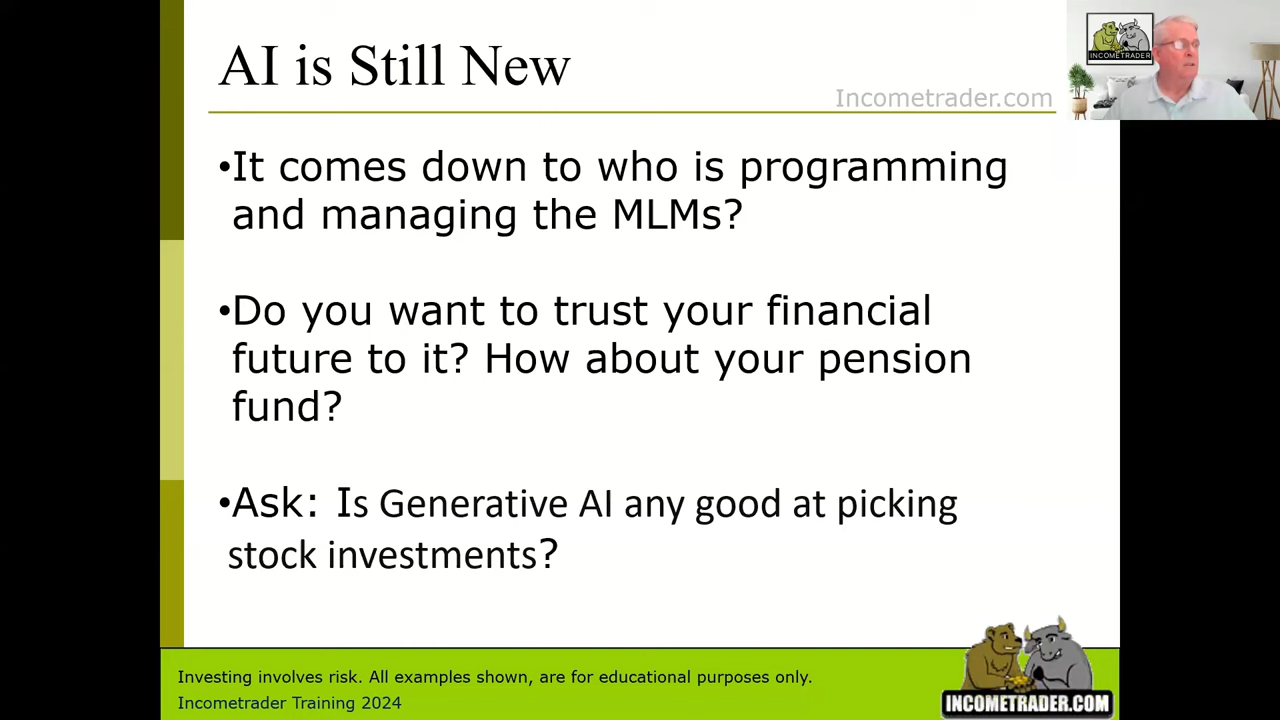 AI is Still New
Incometrader.com
INCOMETRADER
•It comes down to who is programming
and managing the MLMs?
•Do you want to trust your financial
future to it? How about your pension
fund?
•Ask: Is Generative AI any good at picking
stock investments?
Investing involves risk. All examples shown, are for educational purposes only.
Incometrader Training 2024
INCOMETRADER.COM